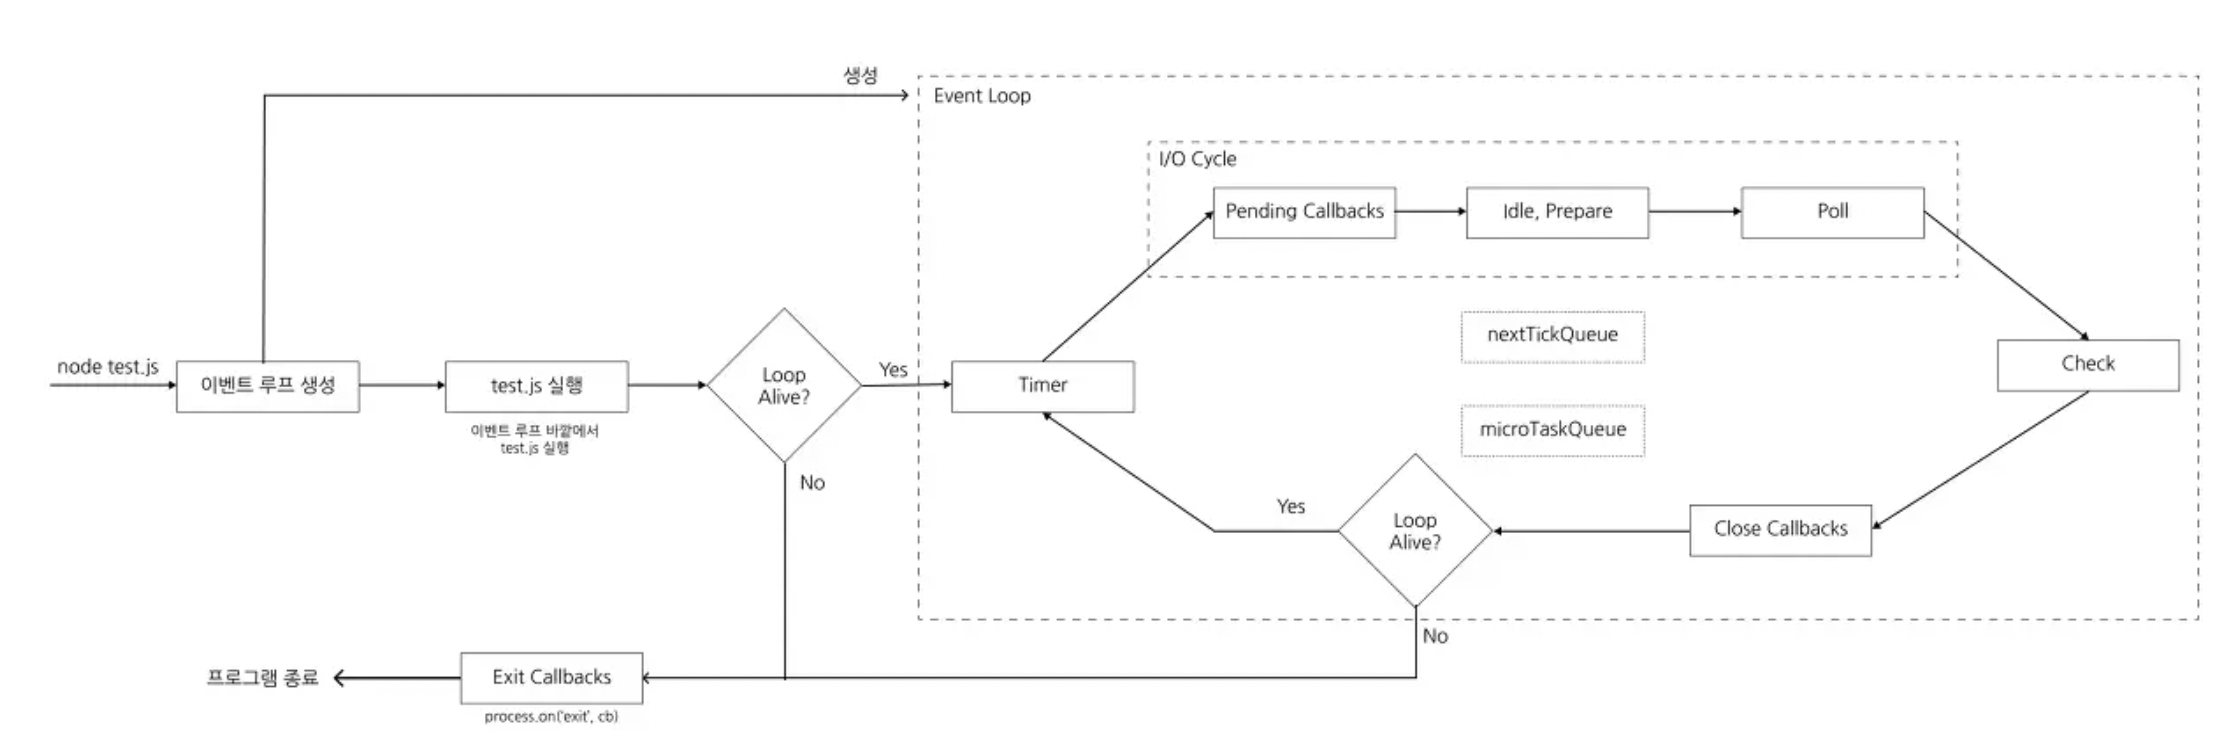 생성
Event Loop
I/O Cycle
Pending Callbacks
Idle, Prepare
Poll
nextTickQueue
microTaskQueue
node test.js
이벤트 루프 생성
test.js 실행
이벤트 루프 바깥에서
test.js 실행
Loop
Alive?
Yes
No
Timer
Check
Close Callbacks
Loop
Alive?
Yes
No
Exit Callbacks
process.on('exit', cb)
프로그램 종료